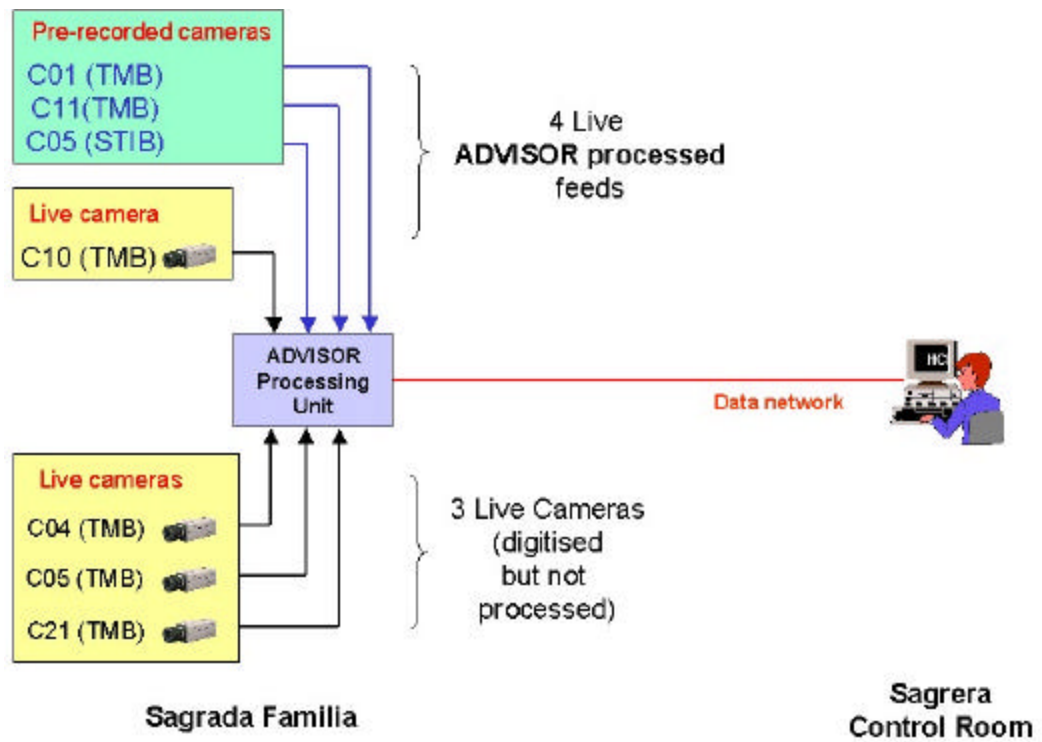 Pre-recorded cameras
C01 (TMB)
C11(TMB)
C05 (STIB)
4 Live
ADVISOR processed
feeds
Live camera
C10 (TMB)
ADVISOR
Processing
Unit
HCI
Data network
Live cameras
C04 (TMB)
C05 (TMB)
C21 (TMB)
3 Live Cameras
(digitised
but not
processed)
Sagrada Familia
Sagrera
Control Room